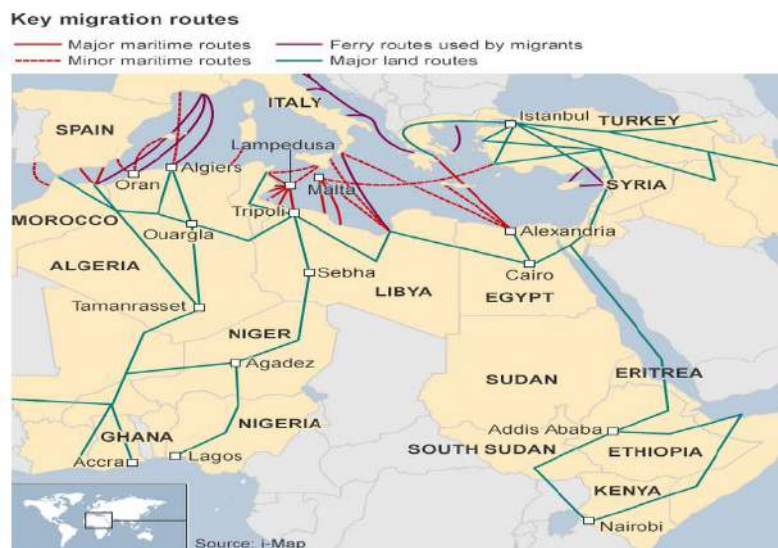 Key migration routes
Major maritime routes
Ferry routes used by migrants
Minor maritime routes
Major land routes
ITALY
Istanbul
TURKEY
SPAIN
Lampedusa
Algiers
Oran
Malta
SYRIA
MOROCCO
Tripoli
Ouargla
Alexandria
ALGERIA
Cairo
Sebha
LIBYA
EGYPT
Tamanrasset
NIGER
Agadez
SUDAN
ERITREA
NIGERIA
GHANA
Addis Ababa
SOUTH SUDAN
ETHIOPIA
Accra
Lagos
KENYA
Nairobi
Source: i-Map